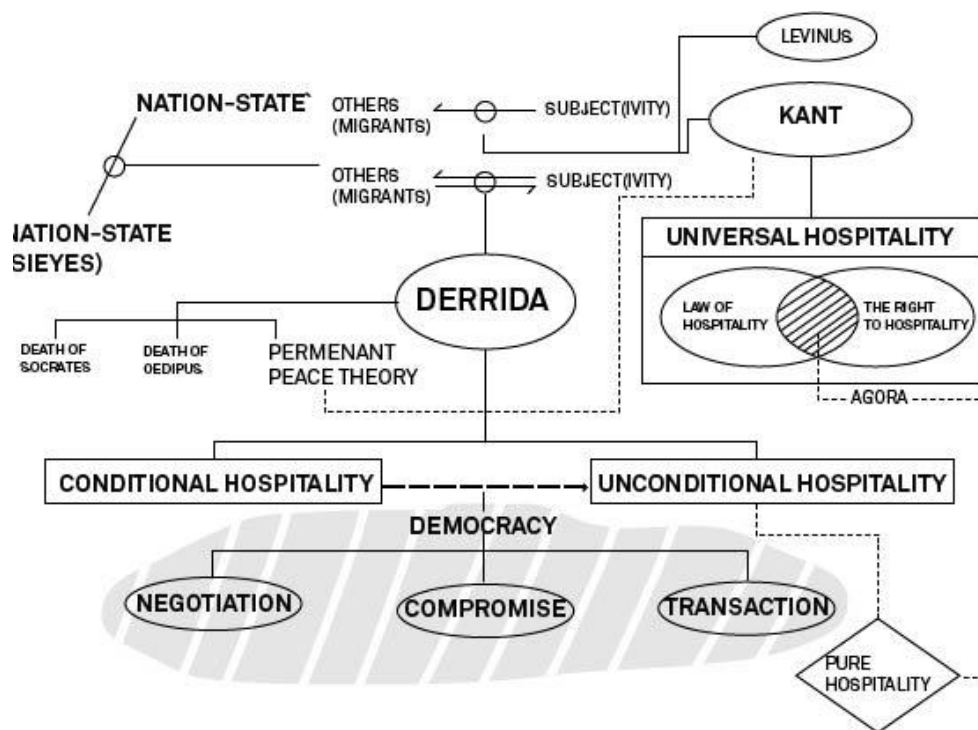 LEVINUS
NATION-STATE
OTHERS
(MIGRANTS)
SUBJECT(IVITY)
KANT
OTHERS
(MIGRANTS)
SUBJECT(IVITY)
NATION-STATE
SIEYES)
UNIVERSAL HOSPITALITY
LAW OF
HOSPITALITY
THE RIGHT
TO HOSPITALITY
AGORA
DERRIDA
DEATH OF
SOCRATES
DEATH OF
OEDIPUS
PERMENANT
PEACE THEORY
CONDITIONAL HOSPITALITY
UNCONDITIONAL HOSPITALITY
DEMOCRACY
NEGOTIATION
COMPROMISE
TRANSACTION
PURE
HOSPITALITY